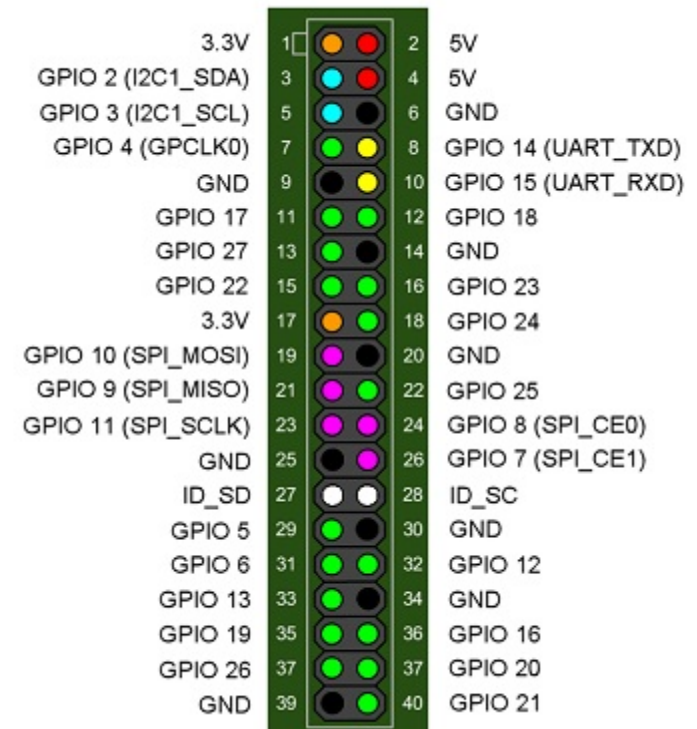 3.3V 1 2 5V
GPIO 2 (I2C1_SDA) 3 4 5V
GPIO 3 (I2C1_SCL) 5 6 GND
GPIO 4 (GPCLK0) 7 8 GPIO 14 (UART_TXD)
GND 9 10 GPIO 15 (UART_RXD)
GPIO 17 11 12 GPIO 18
GPIO 27 13 14 GND
GPIO 22 15 16 GPIO 23
3.3V 17 18 GPIO 24
GPIO 10 (SPI_MOSI) 19 20 GND
GPIO 9 (SPI_MISO) 21 22 GPIO 25
GPIO 11 (SPI_SCLK) 23 24 GPIO 8 (SPI_CE0)
GND 25 26 GPIO 7 (SPI_CE1)
ID_SD 27 28 ID_SC
GPIO 5 29 30 GND
GPIO 6 31 32 GPIO 12
GPIO 13 33 34 GND
GPIO 19 35 36 GPIO 16
GPIO 26 37 37 GPIO 20
GND 39 40 GPIO 21